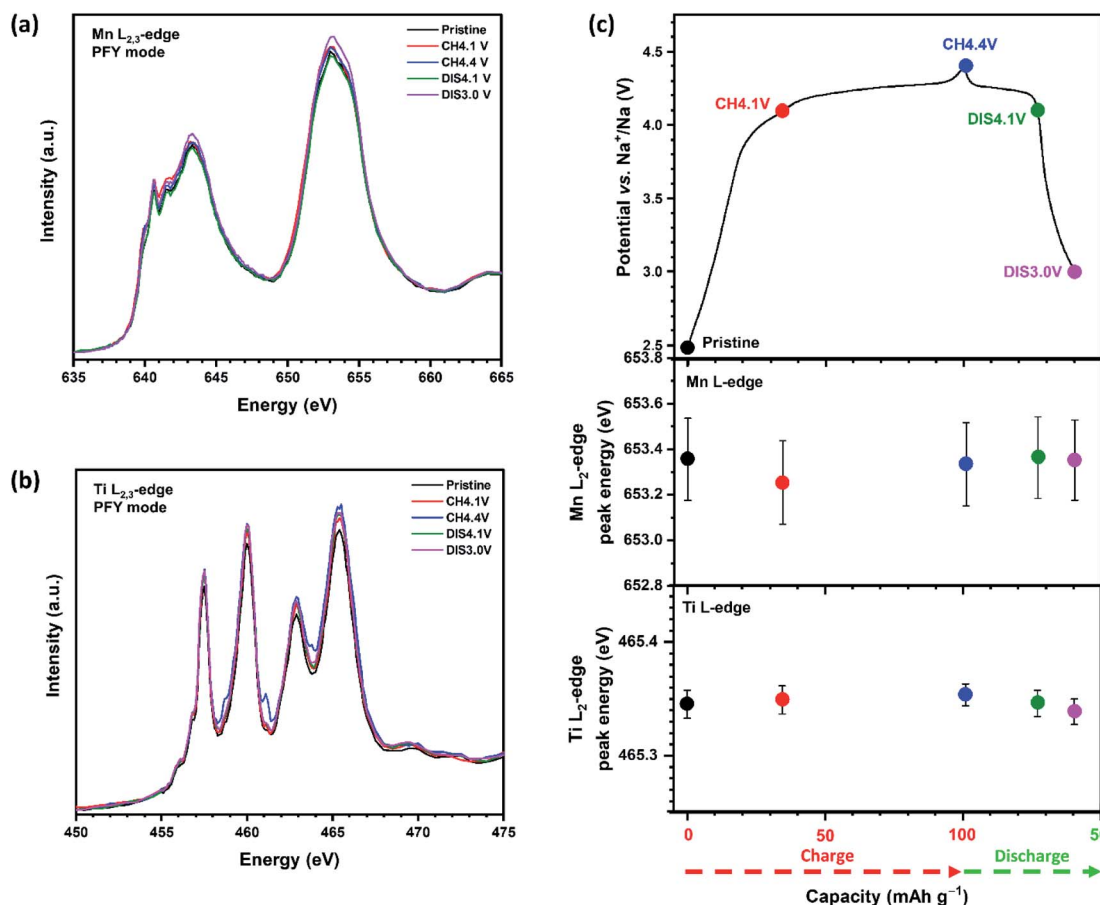 (a)
Mn L2,3-edge
PFY mode
Pristine
CH4.1 V
CH4.4 V
DIS4.1 V
DIS3.0 V
Intensity (a.u.)
635 640 645 650 655 660 665
Energy (eV)
(b)
Ti L2,3-edge
PFY mode
Pristine
CH4.1V
CH4.4V
DIS4.1V
DIS3.0V
Intensity (a.u.)
450 455 460 465 470 475
Energy (eV)
(c)
CH4.4V
CH4.1V
DIS4.1V
DIS3.0V
Pristine
Potential vs. Na⁺/Na (V)
4.5
4.0
3.5
3.0
2.5
653.8
Mn L-edge
653.6
653.4
653.2
653.0
652.8
Mn L2-edge
peak energy (eV)
Ti L-edge
465.4
465.3
Ti L2-edge
peak energy (eV)
0 50 100 50
Charge Discharge
Capacity (mAh g⁻¹)